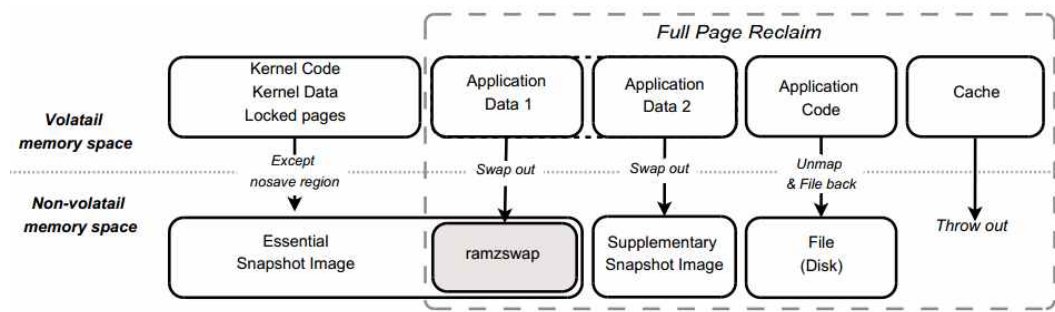 Full Page Reclaim
Kernel Code
Kernel Data
Locked pages
Application
Data 1
Application
Data 2
Application
Code
Cache
Volatail
memory space
Except
nosave region
Swap out
Swap out
Unmap
& File back
Non-volatail
memory space
Throw out
Essential
Snapshot Image
ramzswap
Supplementary
Snapshot Image
File
(Disk)